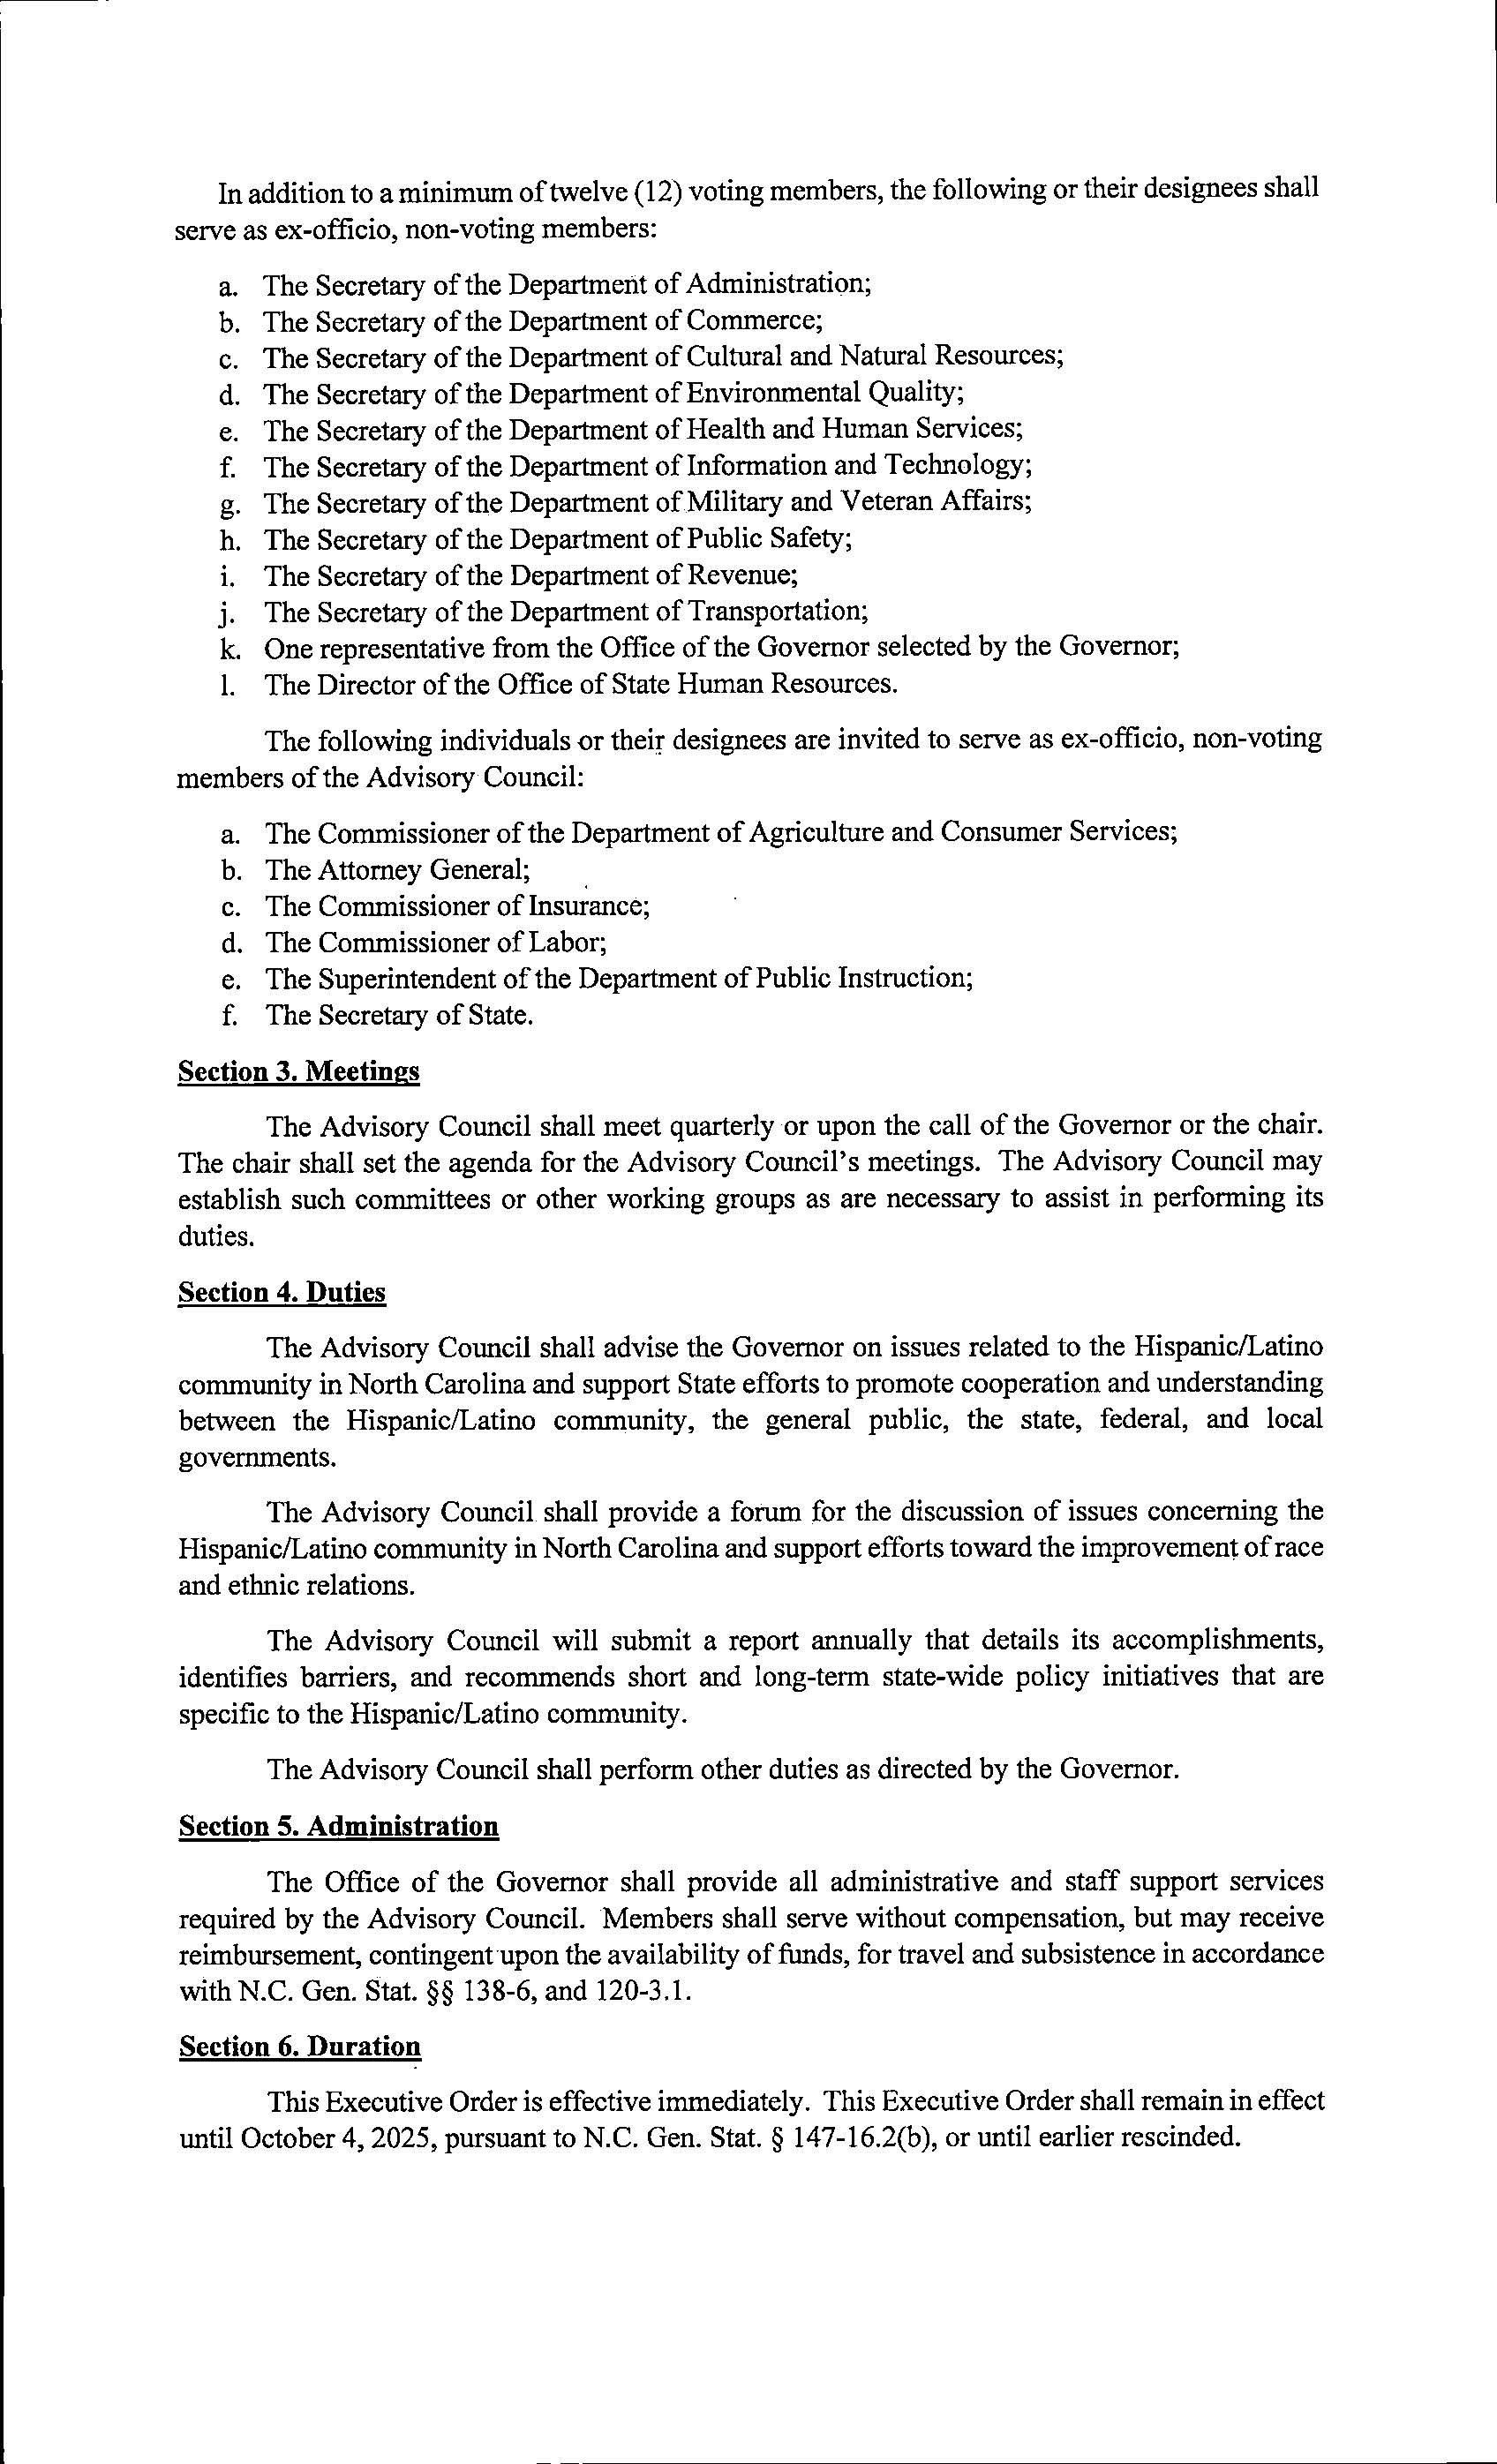 In addition to a minimum of twelve (12) voting members, the following or their designees shall
serve as ex-officio, non-voting members:
a. The Secretary of the Department of Administration;
b. The Secretary of the Department of Commerce;
c. The Secretary of the Department of Cultural and Natural Resources;
d. The Secretary of the Department of Environmental Quality;
e. The Secretary of the Department of Health and Human Services;
f. The Secretary of the Department of Information and Technology;
g. The Secretary of the Department of Military and Veteran Affairs;
h. The Secretary of the Department of Public Safety;
i. The Secretary of the Department of Revenue;
j. The Secretary of the Department of Transportation;
k. One representative from the Office of the Governor selected by the Governor;
l. The Director of the Office of State Human Resources.
The following individuals or their designees are invited to serve as ex-officio, non-voting
members of the Advisory Council:
a. The Commissioner of the Department of Agriculture and Consumer Services;
b. The Attorney General;
c. The Commissioner of Insurance;
d. The Commissioner of Labor;
e. The Superintendent of the Department of Public Instruction;
f. The Secretary of State.
Section 3. Meetings
The Advisory Council shall meet quarterly or upon the call of the Governor or the chair.
The chair shall set the agenda for the Advisory Council's meetings. The Advisory Council may
establish such committees or other working groups as are necessary to assist in performing its
duties.
Section 4. Duties
The Advisory Council shall advise the Governor on issues related to the Hispanic/Latino
community in North Carolina and support State efforts to promote cooperation and understanding
between the Hispanic/Latino community, the general public, the state, federal, and local
governments.
The Advisory Council shall provide a forum for the discussion of issues concerning the
Hispanic/Latino community in North Carolina and support efforts toward the improvement of race
and ethnic relations.
The Advisory Council will submit a report annually that details its accomplishments,
identifies barriers, and recommends short and long-term state-wide policy initiatives that are
specific to the Hispanic/Latino community.
The Advisory Council shall perform other duties as directed by the Governor.
Section 5. Administration
The Office of the Governor shall provide all administrative and staff support services
required by the Advisory Council. Members shall serve without compensation, but may receive
reimbursement, contingent upon the availability of funds, for travel and subsistence in accordance
with N.C. Gen. Stat. §§ 138-6, and 120-3.1.
Section 6. Duration
This Executive Order is effective immediately. This Executive Order shall remain in effect
until October 4, 2025, pursuant to N.C. Gen. Stat. § 147-16.2(b), or until earlier rescinded.